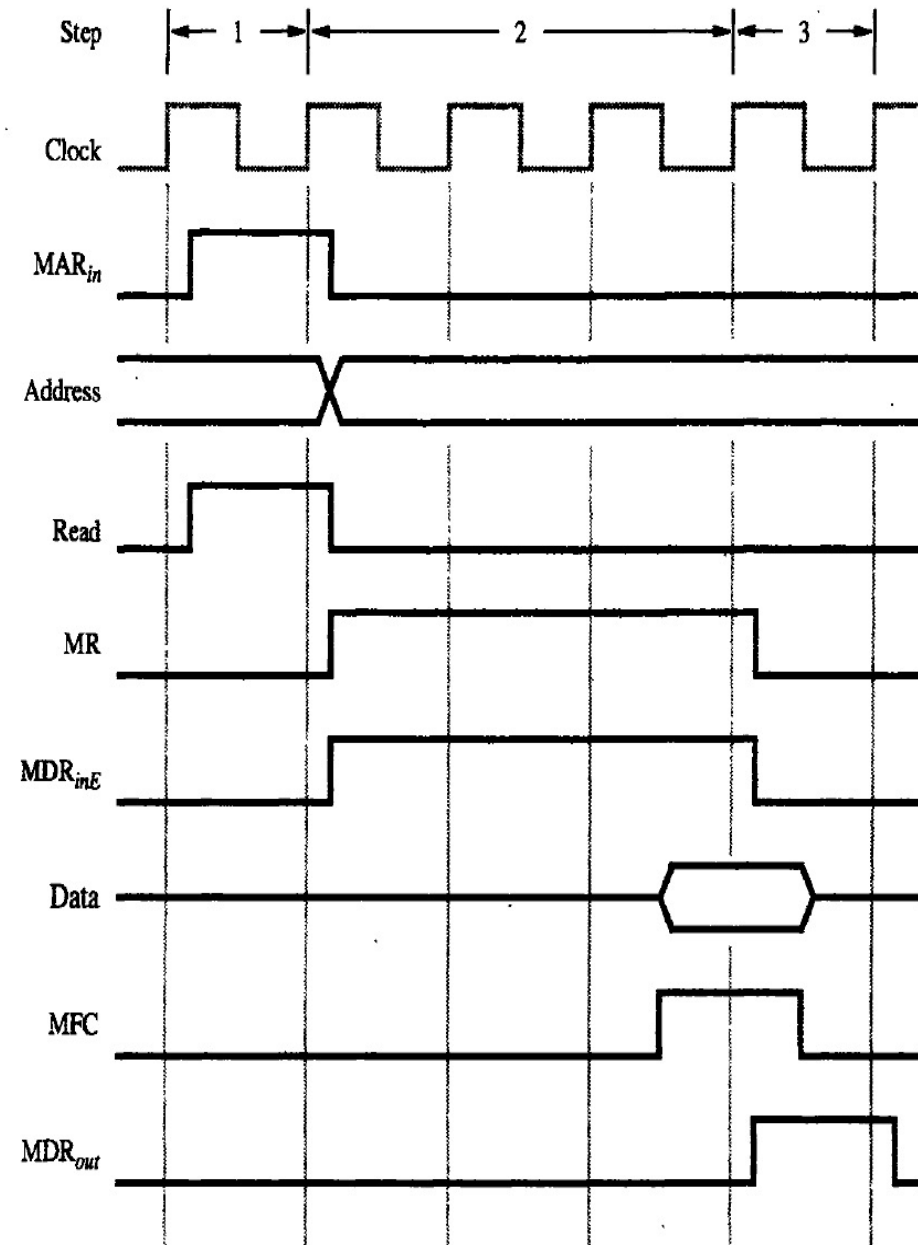 Step 1 2 3
Clock
MAR_in
Address
Read
MR
MDR_inE
Data
MFC
MDR_out